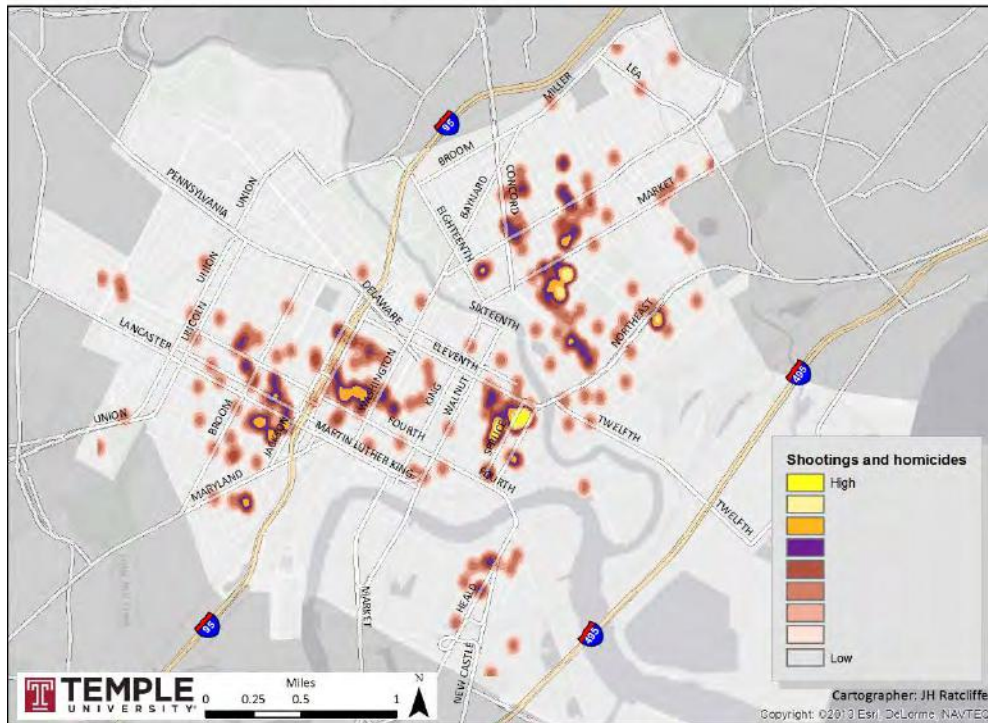 LEA
MILLER
95
BROOM
CONCORD
BAYNARD
MARKET
UNION
PENNSYLVANIA
EIGHTEENTH
UNION
LINCOLN
DELAWARE
SIXTEENTH
NORTHEAST
LANCASTER
ELEVENTH
WASHINGTON
KING
WALNUT
495
UNION
BROOM
JACKSON
FOURTH
SPRUCE
TWELFTH
MARTIN LUTHER KING
MARYLAND
FOURTH
TWELFTH
HEALD
MARKET
95
495
NEW CASTLE
Shootings and homicides
High
Low
TEMPLE
UNIVERSITY
Miles
0 0.25 0.5 1
N
Cartographer: JH Ratcliffe
Copyright: ©2013 Esri, DeLorme, NAVTEQ